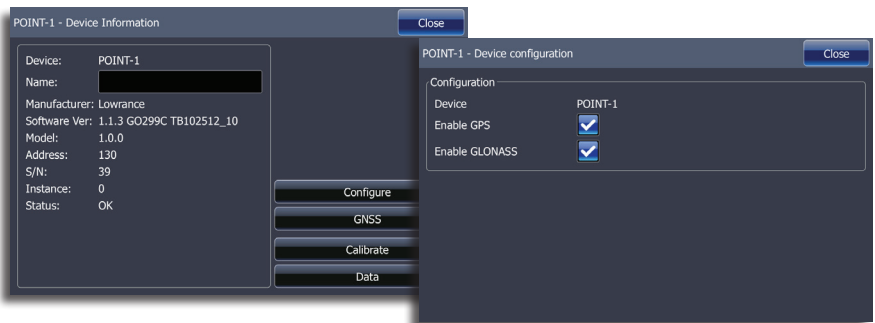 POINT-1 - Device Information
Close
Device: POINT-1
Name:
Manufacturer: Lowrance
Software Ver: 1.1.3 GO299C TB102512_10
Model: 1.0.0
Address: 130
S/N: 39
Instance: 0
Status: OK
Configure
GNSS
Calibrate
Data
POINT-1 - Device configuration
Close
Configuration
Device POINT-1
Enable GPS
Enable GLONASS